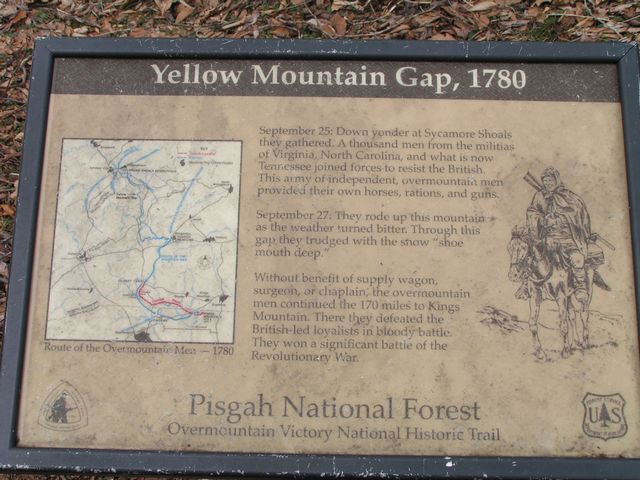 Yellow Mountain Gap, 1780
September 25: Down yonder at Sycamore Shoals
they gathered. A thousand men from the militias
of Virginia, North Carolina, and what is now
Tennessee joined forces to resist the British.
This army of independent, overmountain men
provided their own horses, rations, and guns.
September 27: They rode up this mountain
as the weather turned bitter. Through this
gap they trudged with the snow "shoe
mouth deep."
Without benefit of supply wagon,
surgeon, or chaplain, the overmountain
men continued the 170 miles to Kings
Mountain. There they defeated the
British-led loyalists in bloody battle.
They won a significant battle of the
Revolutionary War.
KEY
Route of the Overmountain Men — 1780
Pisgah National Forest
Overmountain Victory National Historic Trail
FOREST SERVICE
U S
DEPARTMENT OF AGRICULTURE